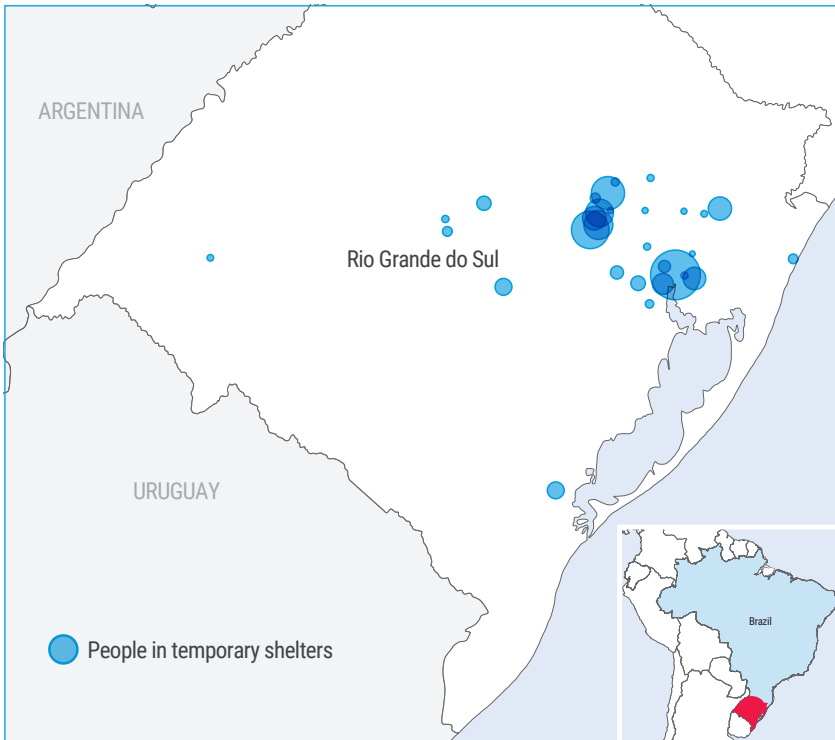 ARGENTINA
Rio Grande do Sul
URUGUAY
Brazil
People in temporary shelters